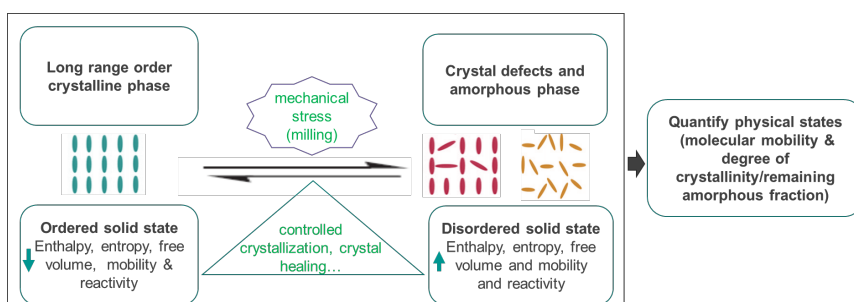 Long range order
crystalline phase
mechanical
stress
(milling)
Crystal defects and
amorphous phase
Quantify physical states
(molecular mobility &
degree of
crystallinity/remaining
amorphous fraction)
Ordered solid state
Enthalpy, entropy, free
volume, mobility &
reactivity
controlled
crystallization, crystal
healing...
Disordered solid state
Enthalpy, entropy, free
volume and mobility
and reactivity